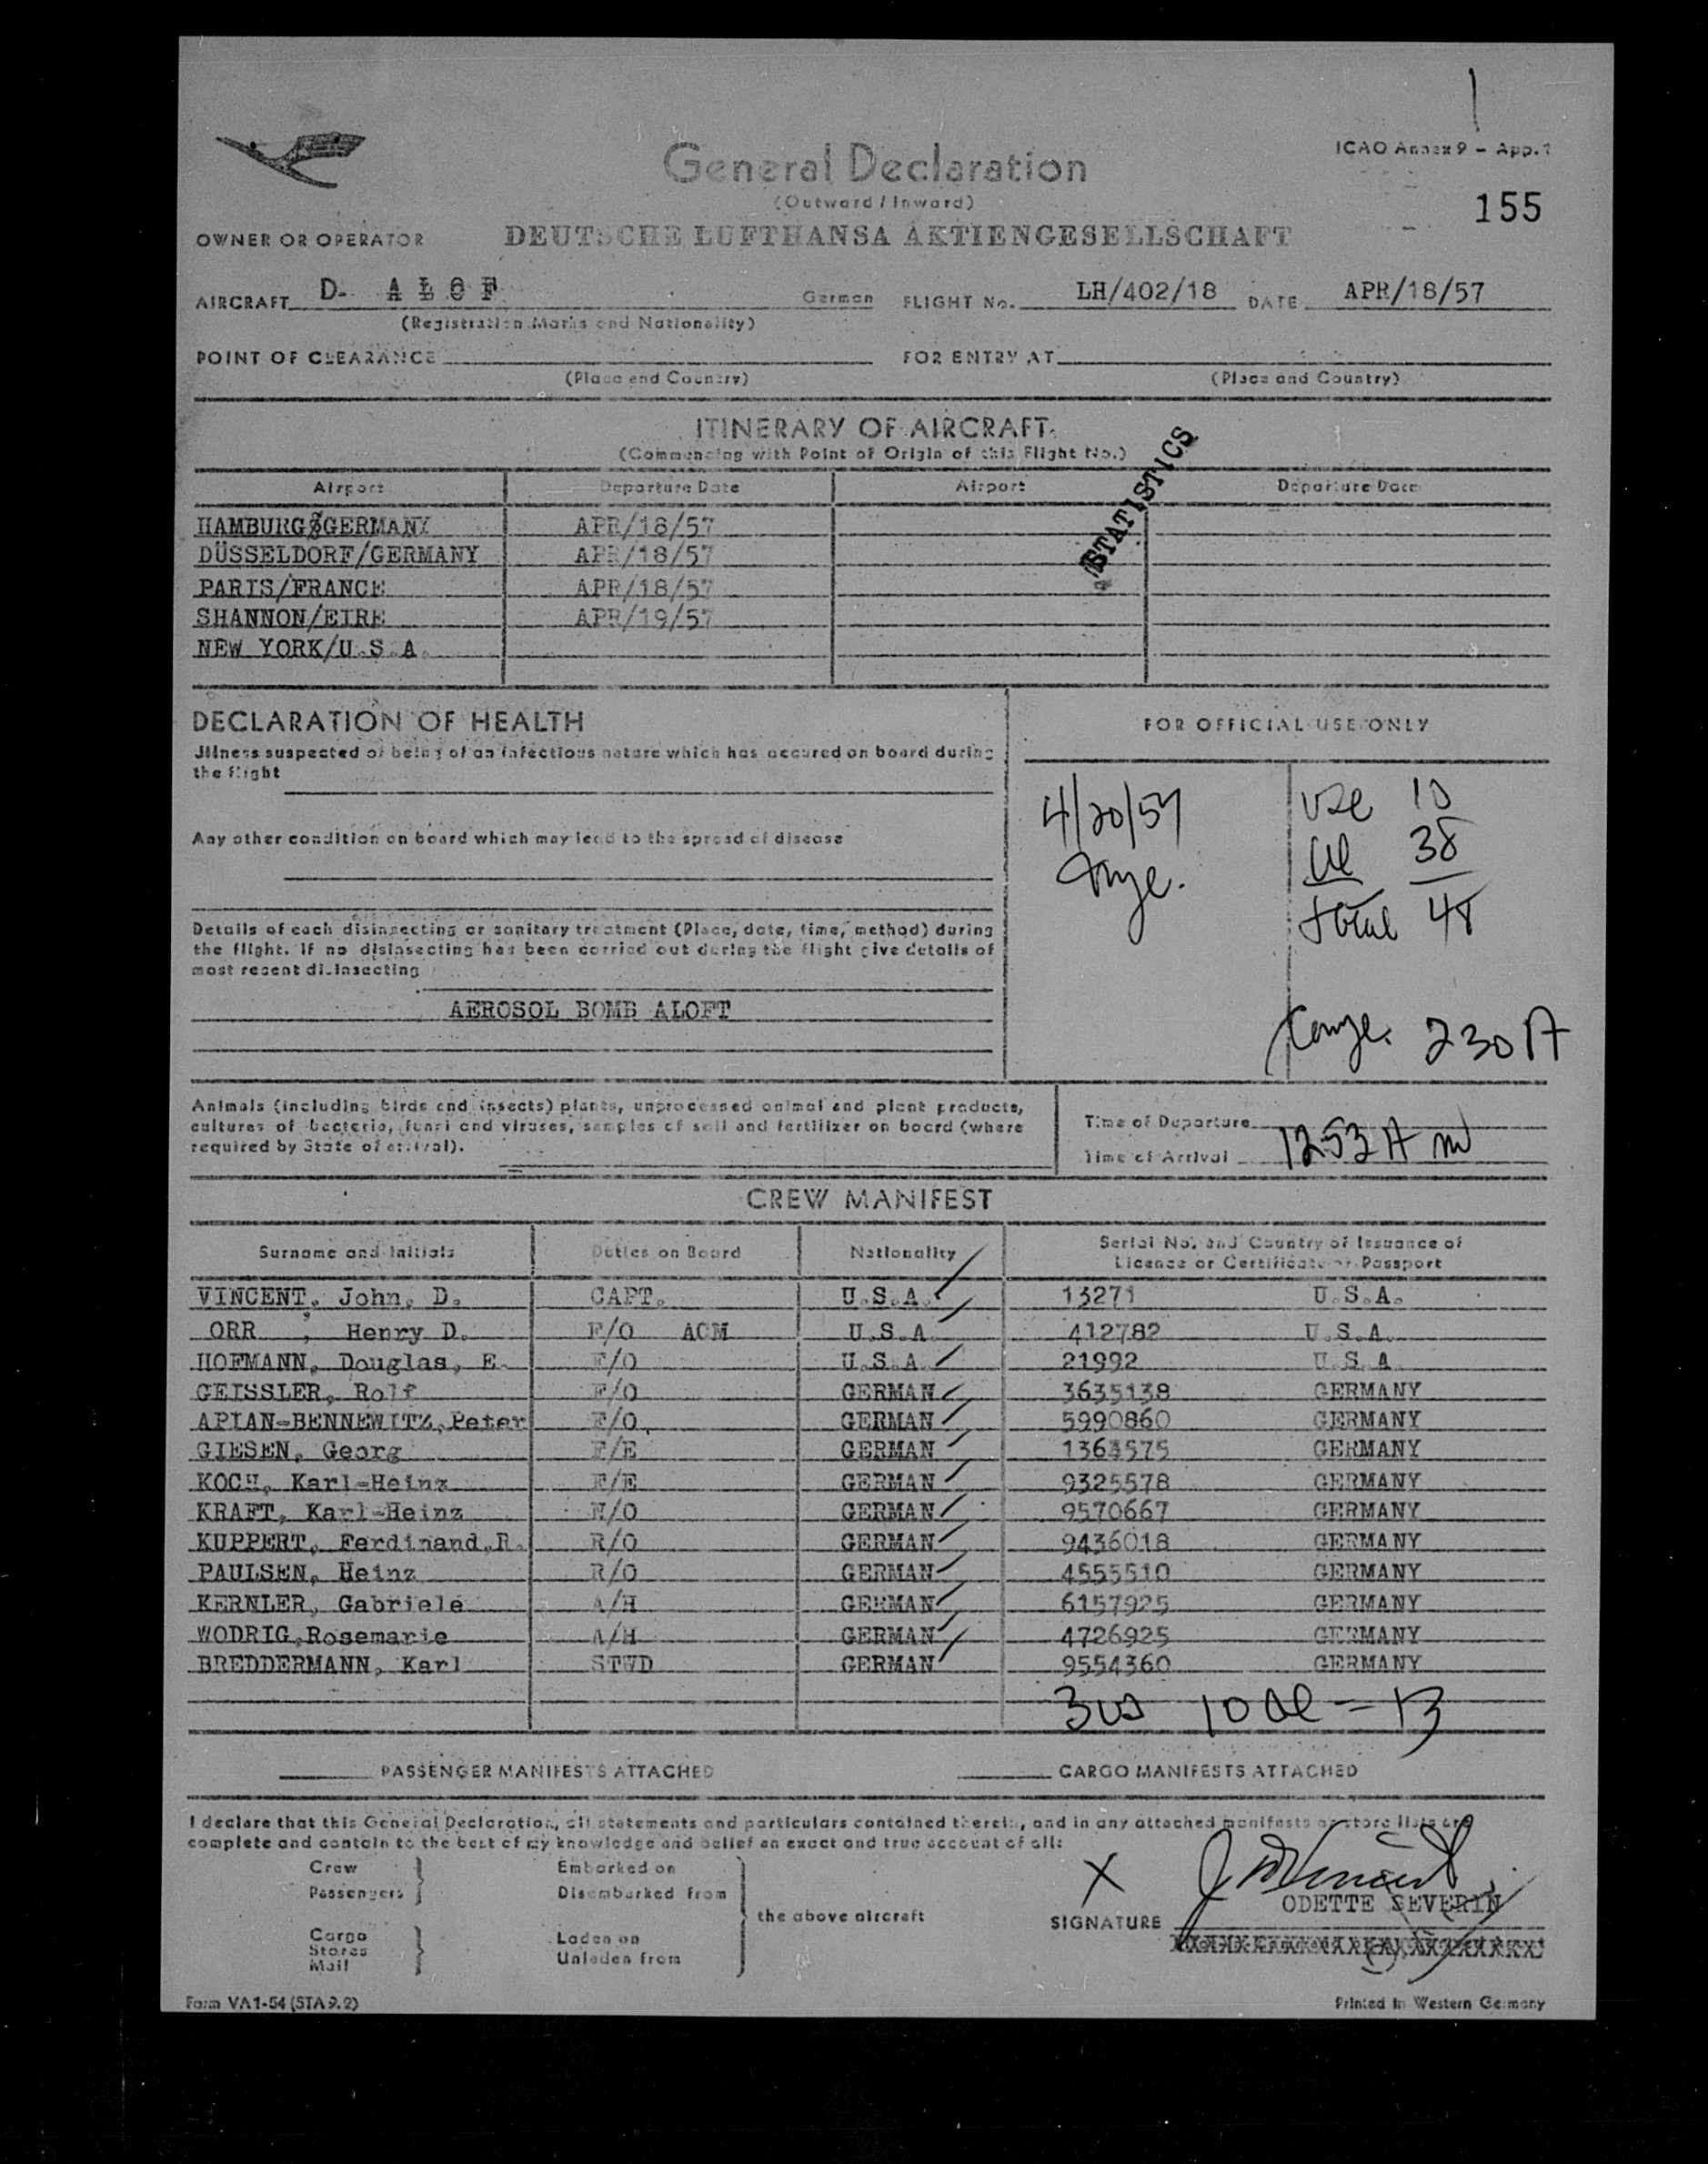 ICAO Annex 9 – App. 1
General Declaration
(Outward / Inward)
155
OWNER OR OPERATOR DEUTSCHE LUFTHANSA AKTIENGESELLSCHAFT
AIRCRAFT D- A L O F German FLIGHT No. LH/402/18 DATE APR/18/57
(Registration Marks and Nationality)
POINT OF CLEARANCE FOR ENTRY AT
(Place and Country) (Place and Country)
ITINERARY OF AIRCRAFT
(Commencing with Point of Origin of this Flight No.)
STATISTICS
Airport Departure Date Airport Departure Date
HAMBURG/GERMANY APR/18/57
DÜSSELDORF/GERMANY APR/18/57
PARIS/FRANCE APR/18/57
SHANNON/EIRE APR/19/57
NEW YORK/U.S.A.
DECLARATION OF HEALTH
FOR OFFICIAL USE ONLY
Jllness suspected of being of an infectious nature which has occured on board during
the flight
4/20/57
USC 10
al 38
total 48
Any other condition on board which may lead to the spread of disease
Details of each disinsecting or sanitary treatment (Place, date, time, method) during
the flight. If no disinsecting has been carried out during the flight give details of
most recent disinsecting
AEROSOL BOMB ALOFT
230 A
Animals (including birds and insects) plants, unprocessed animal and plant products,
cultures of bacteria, funri and viruses, samples of soil and fertilizer on board (where
required by State of arrival).
Time of Departure
Time of Arrival 1253 A m
CREW MANIFEST
Surname and Initials Duties on Board Nationality Serial No. and Country of Issuance of
Licence or Certificate or Passport
VINCENT, John, D. CAPT. U.S.A. 13271 U.S.A.
ORR , Henry D. F/O ACM U.S.A. 412782 U.S.A.
HOFMANN, Douglas, E. F/O U.S.A. 21992 U.S.A.
GEISSLER, Rolf F/O GERMAN 3635138 GERMANY
APIAN-BENNEWITZ, Peter F/O GERMAN 5990860 GERMANY
GIESEN, Georg F/E GERMAN 1363575 GERMANY
KOCH, Karl-Heinz F/E GERMAN 9325578 GERMANY
KRAFT, Karl-Heinz N/O GERMAN 9570667 GERMANY
KUPPERT, Ferdinand,R. R/O GERMAN 9436018 GERMANY
PAULSEN, Heinz R/O GERMAN 4555510 GERMANY
KERNLER, Gabriele A/H GERMAN 6157925 GERMANY
WODRIG,Rosemarie A/H GERMAN 4726925 GERMANY
BREDDERMANN, Karl STWD GERMAN 9554360 GERMANY
3 US 10 al = 13
PASSENGER MANIFESTS ATTACHED CARGO MANIFESTS ATTACHED
I declare that this General Declaration, all statements and particulars contained therein, and in any attached manifests or store lists are
complete and contain to the best of my knowledge and belief an exact and true account of all:
Crew Embarked on
Passengers Disembarked from
the above aircraft
Cargo Laden on
Stores
Mail Unladen from
X
SIGNATURE J D Vincent
ODETTE SEVERIN
Form VA1-54 (STA 9.2) Printed in Western Germany